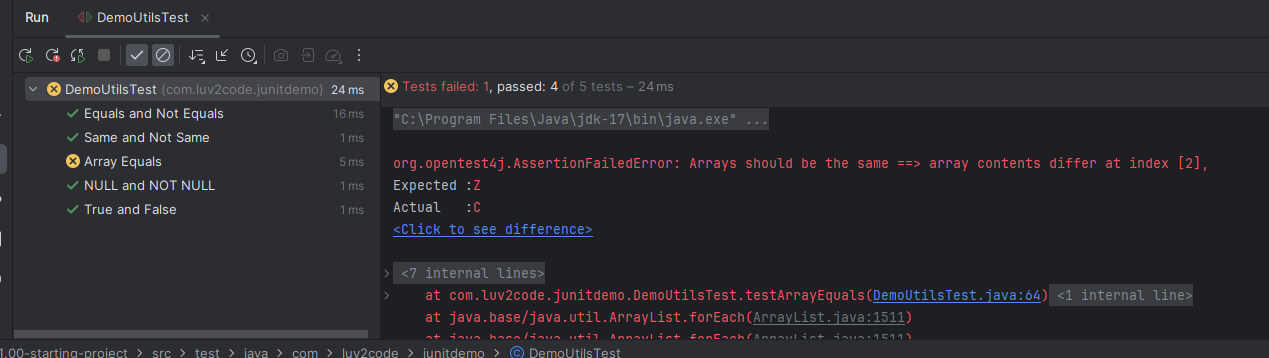 Run DemoUtilsTest
DemoUtilsTest (com.luv2code.junitdemo) 24 ms
Equals and Not Equals 16 ms
Same and Not Same 1 ms
Array Equals 5 ms
NULL and NOT NULL 1 ms
True and False 1 ms
Tests failed: 1, passed: 4 of 5 tests – 24 ms
"C:\Program Files\Java\jdk-17\bin\java.exe" ...
org.opentest4j.AssertionFailedError: Arrays should be the same ==> array contents differ at index [2],
Expected :Z
Actual   :C
<Click to see difference>
<7 internal lines>
at com.luv2code.junitdemo.DemoUtilsTest.testArrayEquals(DemoUtilsTest.java:64) <1 internal line>
at java.base/java.util.ArrayList.forEach(ArrayList.java:1511)
at java.base/java.util.ArrayList.forEach(ArrayList.java:1511)
1.00-starting-project > src > test > java > com > luv2code > junitdemo > DemoUtilsTest